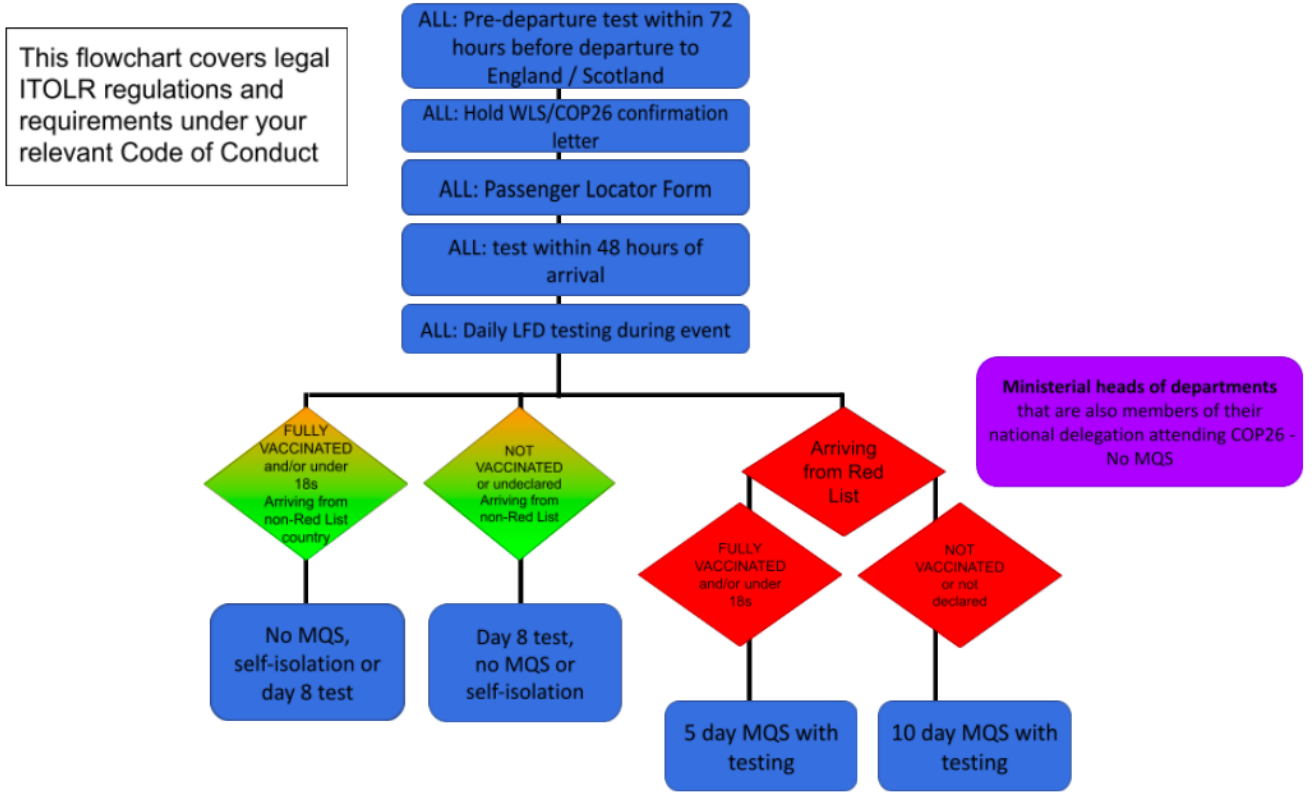 This flowchart covers legal
ITOLR regulations and
requirements under your
relevant Code of Conduct
ALL: Pre-departure test within 72
hours before departure to
England / Scotland
ALL: Hold WLS/COP26 confirmation
letter
ALL: Passenger Locator Form
ALL: test within 48 hours of
arrival
ALL: Daily LFD testing during event
Ministerial heads of departments
that are also members of their
national delegation attending COP26 -
No MQS
FULLY
VACCINATED
and/or under
18s
Arriving from
non-Red List
country
NOT
VACCINATED
or undeclared
Arriving from
non-Red List
Arriving
from Red
List
FULLY
VACCINATED
and/or under
18s
NOT
VACCINATED
or not
declared
No MQS,
self-isolation or
day 8 test
Day 8 test,
no MQS or
self-isolation
5 day MQS with
testing
10 day MQS with
testing